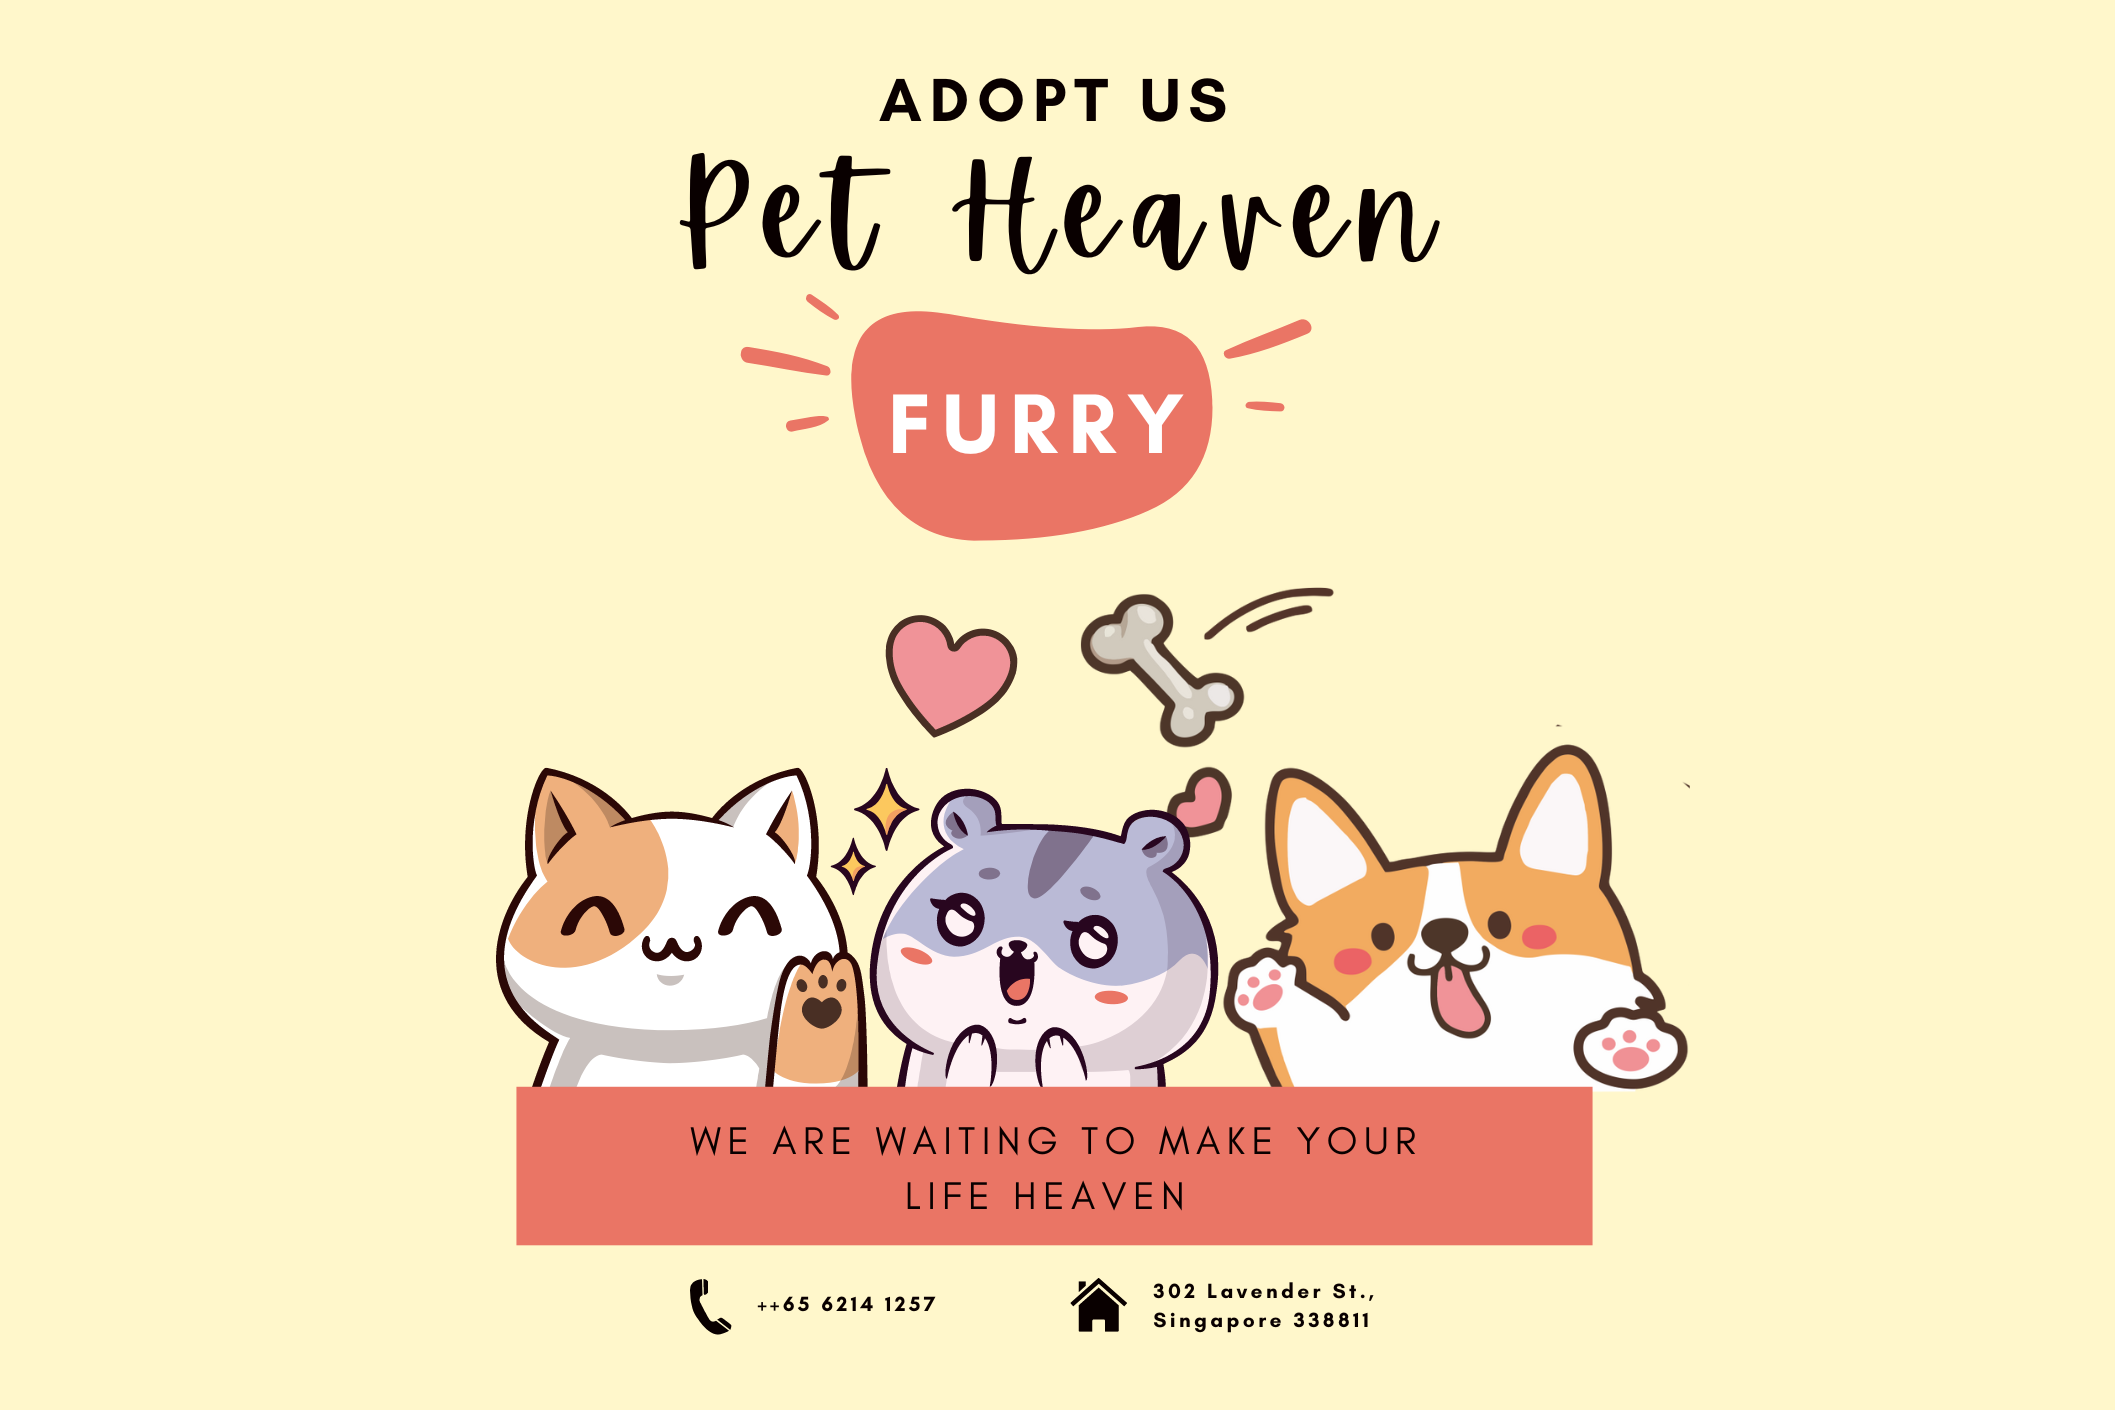 ADOPT US
Pet Heaven
FURRY
WE ARE WAITING TO MAKE YOUR
LIFE HEAVEN
++65 6214 1257
302 Lavender St.,
Singapore 338811